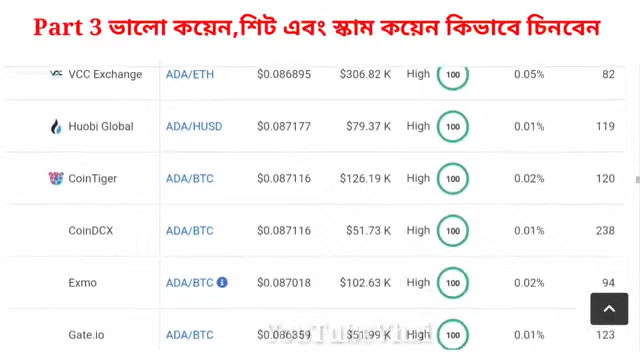 Part 3 ভালো কয়েন,শিট এবং স্কাম কয়েন কিভাবে চিনবেন
VCC Exchange ADA/ETH $0.086895 $306.82 K High 100 0.05% 82
Huobi Global ADA/HUSD $0.087177 $79.37 K High 100 0.01% 119
CoinTiger ADA/BTC $0.087116 $126.19 K High 100 0.02% 120
CoinDCX ADA/BTC $0.087116 $51.73 K High 100 0.01% 238
Exmo ADA/BTC $0.087018 $102.63 K High 100 0.02% 94
Gate.io ADA/BTC $0.086359 $51.99 K High 100 0.01% 123